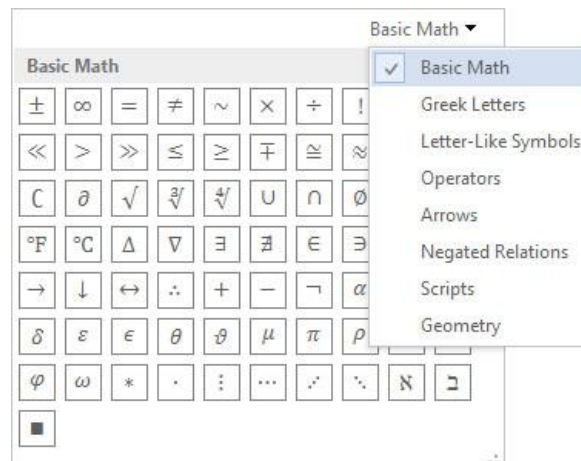 Basic Math
Basic Math
± ∞ = ≠ ~ × ÷ !
≪ > ≫ ≤ ≥ ∓ ≅ ≈
∁ ∂ √ ∛ ∜ ∪ ∩ ∅
°F °C ∆ ∇ ∃ ∄ ∈ ∋
→ ↓ ↔ ∴ + − ¬ α
δ ε ϵ θ ϑ μ π ρ
φ ω * ∙ ⋮ ⋯ ⋰ ⋱ ℵ ℶ
∎
Basic Math
Greek Letters
Letter-Like Symbols
Operators
Arrows
Negated Relations
Scripts
Geometry